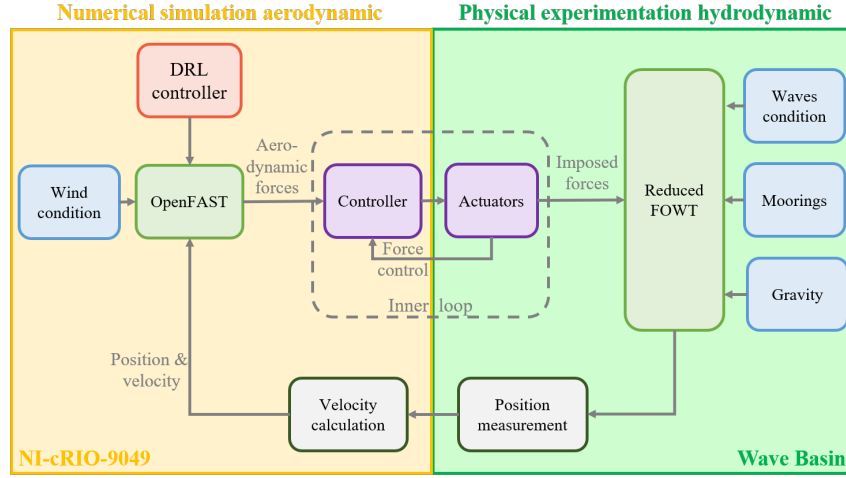 Numerical simulation aerodynamic
Physical experimentation hydrodynamic
DRL
controller
Wind
condition
OpenFAST
Aero-
dynamic
forces
Controller
Actuators
Force
control
Inner loop
Imposed
forces
Reduced
FOWT
Waves
condition
Moorings
Gravity
Position &
velocity
Velocity
calculation
Position
measurement
NI-cRIO-9049
Wave Basin